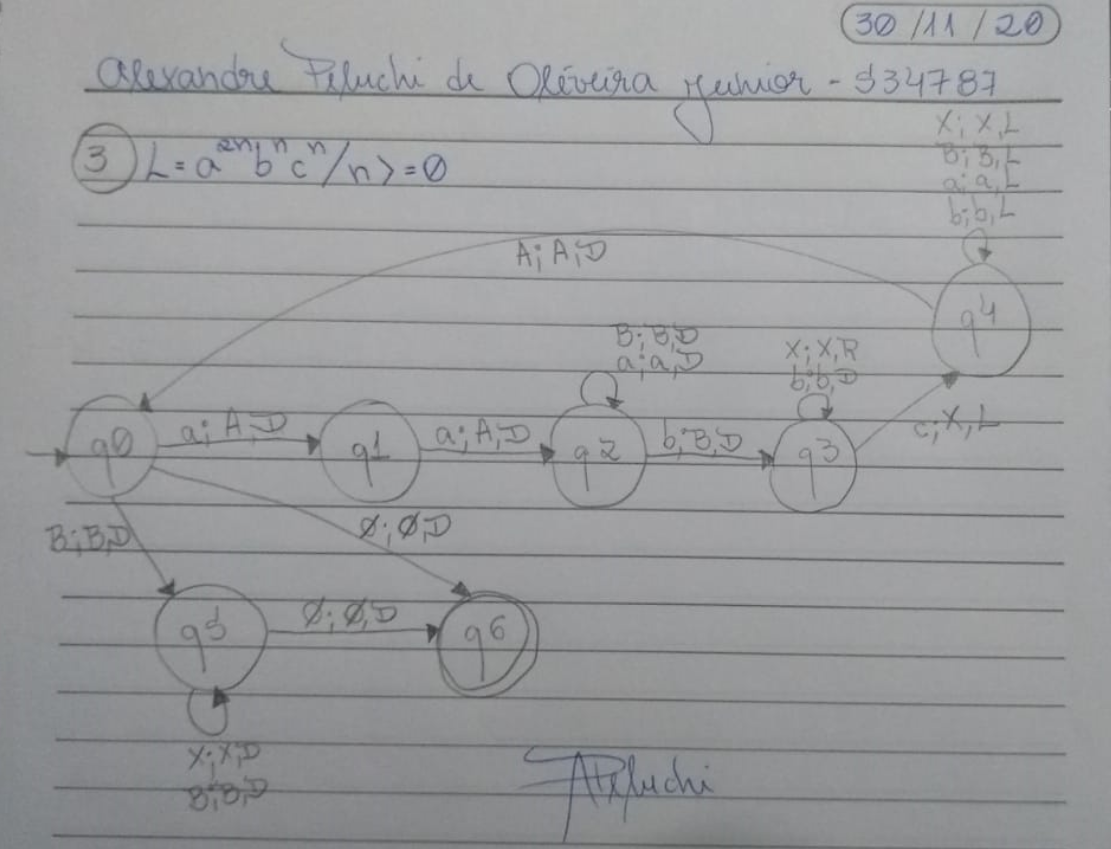 30/11/20
Alexandre Peluchi de Oliveira Junior - 534787
3 L = a^2n b^n c^n / n >= 0
X; X, L
B; B, L
a; a, L
b; b, L
A; A, D
q4
B; B, D
a; a, D
X; X, R
b; b, D
q0
a; A, D
q1
a; A, D
q2
b; B, D
q3
c; X, L
B; B, D
Ø; Ø, D
q5
Ø; Ø, D
q6
X; X, D
B; B, D
APeluchi